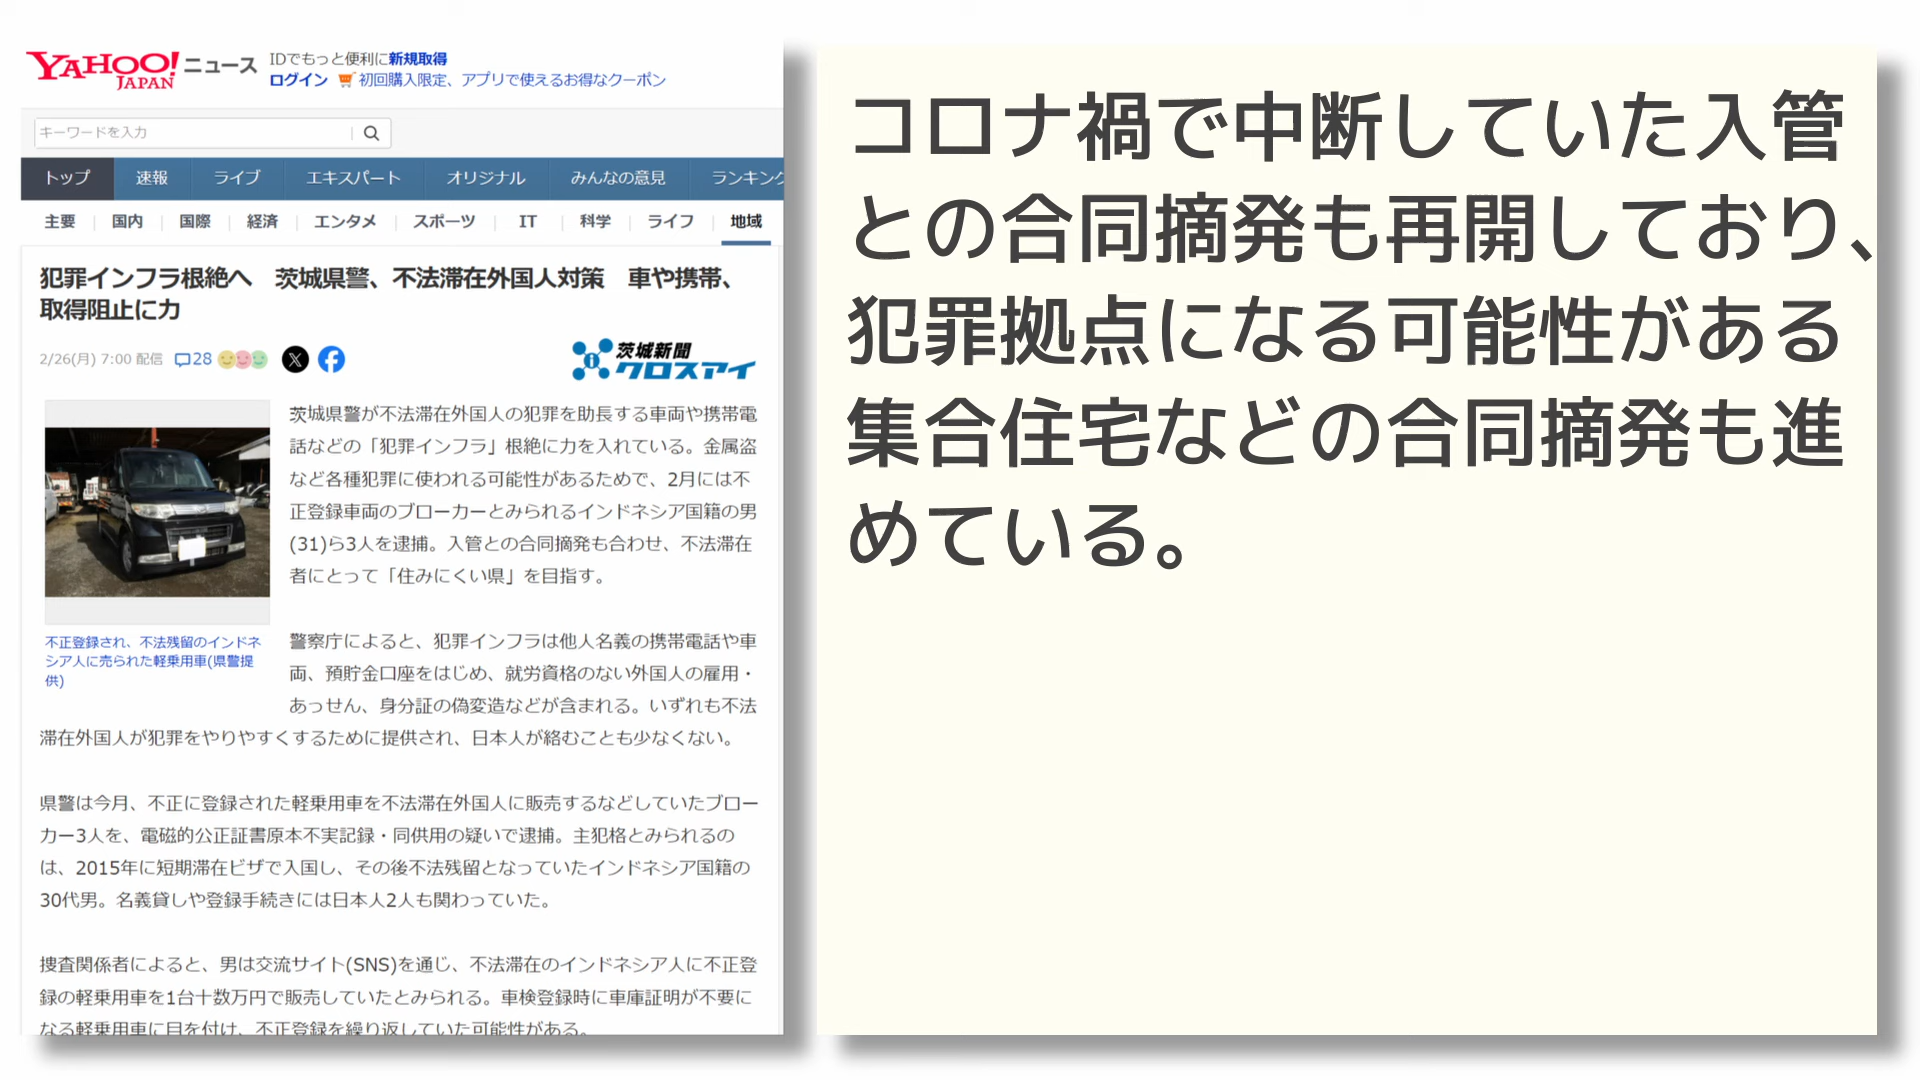 YAHOO! JAPAN ニュース
IDでもっと便利に新規取得
ログイン 初回購入限定、アプリで使えるお得なクーポン
キーワードを入力
トップ 速報 ライブ エキスパート オリジナル みんなの意見 ランキング
主要 国内 国際 経済 エンタメ スポーツ IT 科学 ライフ 地域
犯罪インフラ根絶へ 茨城県警、不法滞在外国人対策 車や携帯、
取得阻止に力
2/26(月) 7:00 配信 28
茨城新聞
クロスアイ
茨城県警が不法滞在外国人の犯罪を助長する車両や携帯電
話などの「犯罪インフラ」根絶に力を入れている。金属盗
など各種犯罪に使われる可能性があるためで、2月には不
正登録車両のブローカーとみられるインドネシア国籍の男
(31)ら3人を逮捕。入管との合同摘発も合わせ、不法滞在
者にとって「住みにくい県」を目指す。
不正登録され、不法残留のインドネ
シア人に売られた軽乗用車(県警提
供)
警察庁によると、犯罪インフラは他人名義の携帯電話や車
両、預貯金口座をはじめ、就労資格のない外国人の雇用・
あっせん、身分証の偽変造などが含まれる。いずれも不法
滞在外国人が犯罪をやりやすくするために提供され、日本人が絡むことも少なくない。
県警は今月、不正に登録された軽乗用車を不法滞在外国人に販売するなどしていたブロー
カー3人を、電磁的公正証書原本不実記録・同供用の疑いで逮捕。主犯格とみられるの
は、2015年に短期滞在ビザで入国し、その後不法残留となっていたインドネシア国籍の
30代男。名義貸しや登録手続きには日本人2人も関わっていた。
捜査関係者によると、男は交流サイト(SNS)を通じ、不法滞在のインドネシア人に不正登
録の軽乗用車を1台十数万円で販売していたとみられる。車検登録時に車庫証明が不要に
なる軽乗用車に目を付け、不正登録を繰り返していた可能性がある。
コロナ禍で中断していた入管
との合同摘発も再開しており、
犯罪拠点になる可能性がある
集合住宅などの合同摘発も進
めている。